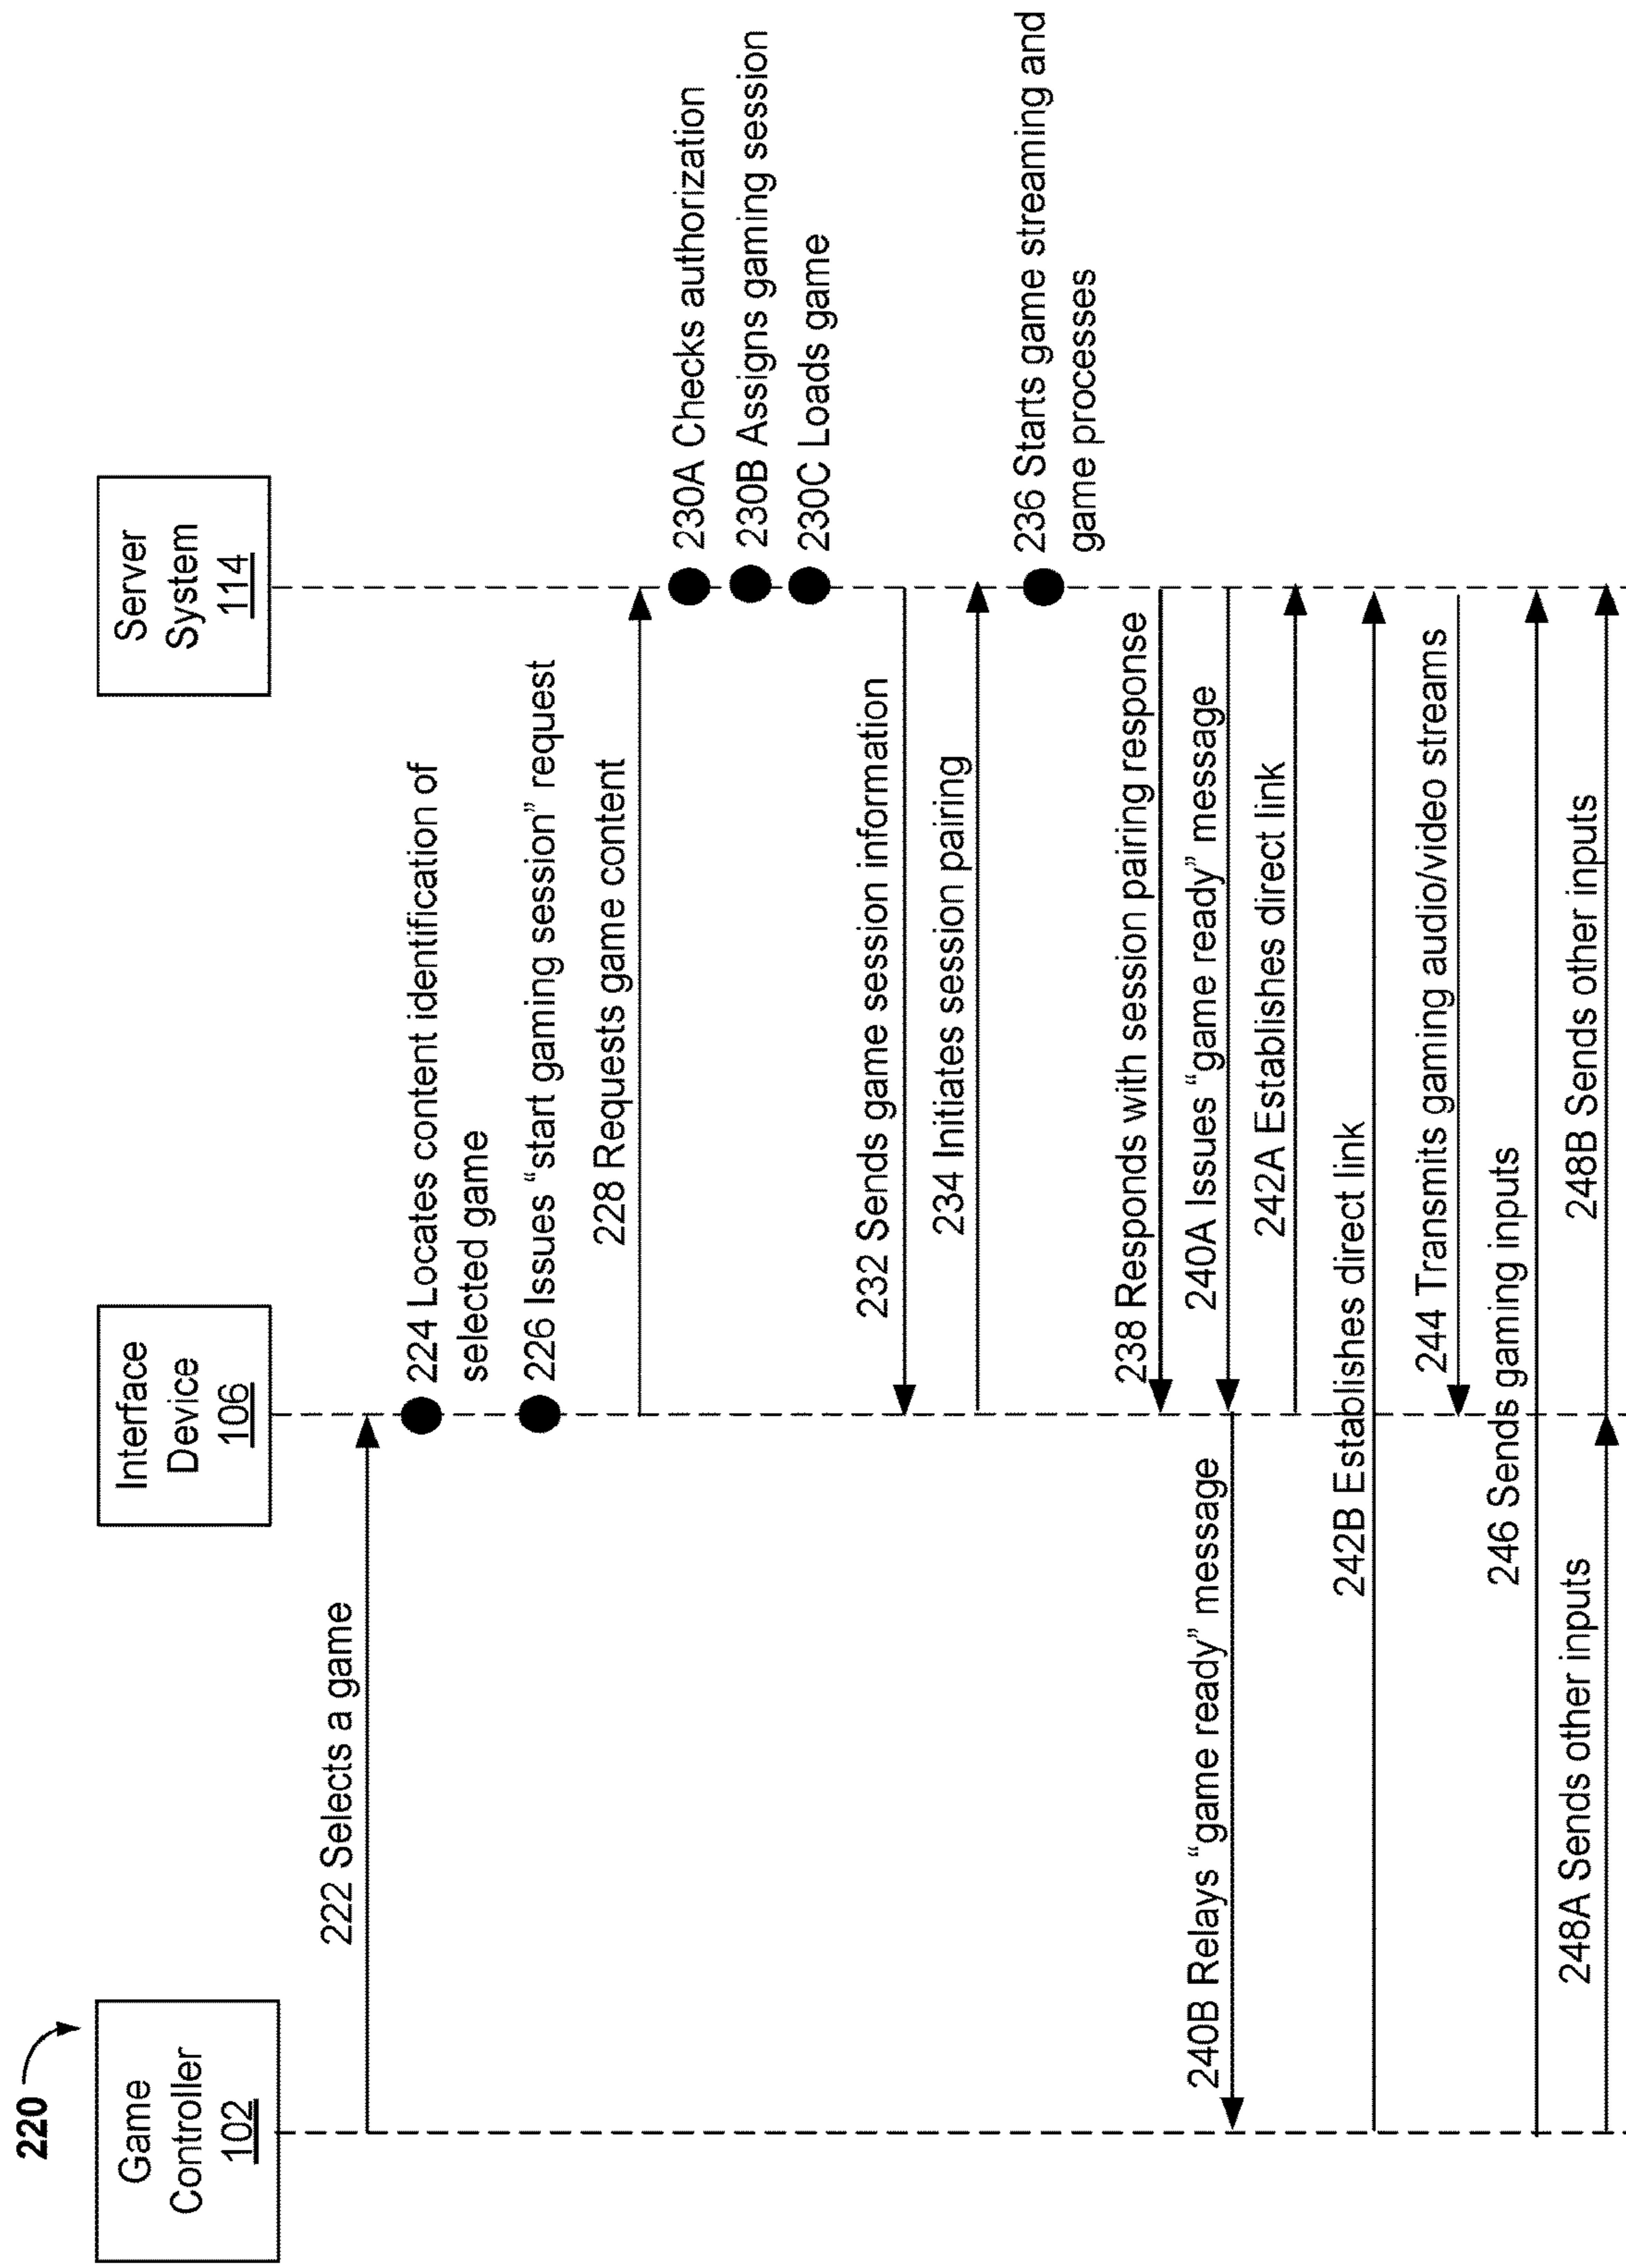 220
Game
Controller
102
Interface
Device
106
Server
System
114
222 Selects a game
224 Locates content identification of
selected game
226 Issues “start gaming session” request
228 Requests game content
230A Checks authorization
230B Assigns gaming session
230C Loads game
232 Sends game session information
234 Initiates session pairing
236 Starts game streaming and
game processes
238 Responds with session pairing response
240A Issues “game ready” message
240B Relays “game ready” message
242A Establishes direct link
242B Establishes direct link
244 Transmits gaming audio/video streams
246 Sends gaming inputs
248A Sends other inputs
248B Sends other inputs